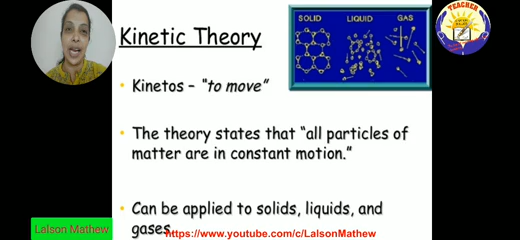 TEACHER
SOLID LIQUID GAS
Kinetic Theory
• Kinetos – “to move”
• The theory states that “all particles of
matter are in constant motion.”
• Can be applied to solids, liquids, and
gases.
Lalson Mathew
https://www.youtube.com/c/LalsonMathew